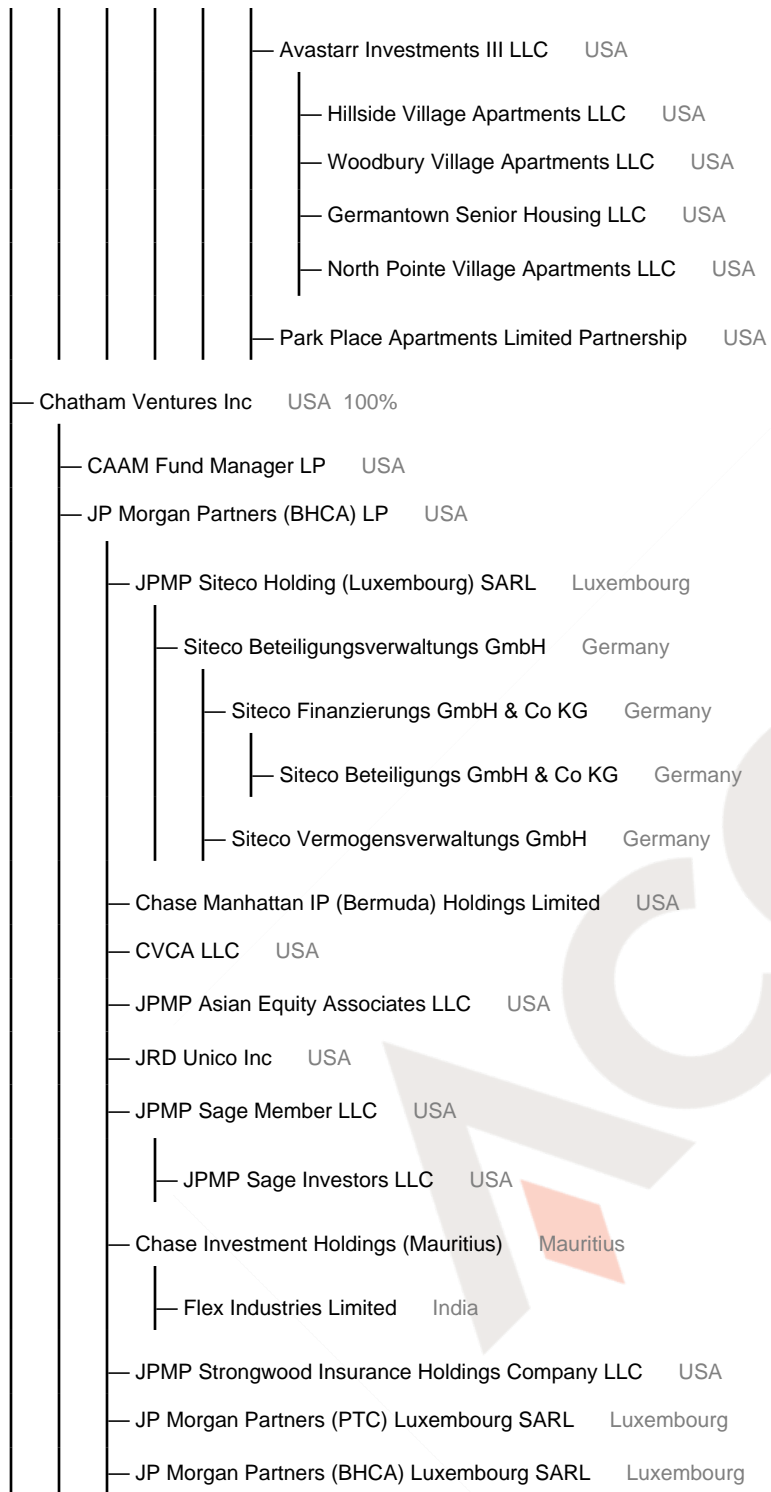 Avastarr Investments III LLC USA
Hillside Village Apartments LLC USA
Woodbury Village Apartments LLC USA
Germantown Senior Housing LLC USA
North Pointe Village Apartments LLC USA
Park Place Apartments Limited Partnership USA
Chatham Ventures Inc USA 100%
CAAM Fund Manager LP USA
JP Morgan Partners (BHCA) LP USA
JPMP Siteco Holding (Luxembourg) SARL Luxembourg
Siteco Beteiligungsverwaltungs GmbH Germany
Siteco Finanzierungs GmbH & Co KG Germany
Siteco Beteiligungs GmbH & Co KG Germany
Siteco Vermogensverwaltungs GmbH Germany
Chase Manhattan IP (Bermuda) Holdings Limited USA
CVCA LLC USA
JPMP Asian Equity Associates LLC USA
JRD Unico Inc USA
JPMP Sage Member LLC USA
JPMP Sage Investors LLC USA
Chase Investment Holdings (Mauritius) Mauritius
Flex Industries Limited India
JPMP Strongwood Insurance Holdings Company LLC USA
JP Morgan Partners (PTC) Luxembourg SARL Luxembourg
JP Morgan Partners (BHCA) Luxembourg SARL Luxembourg